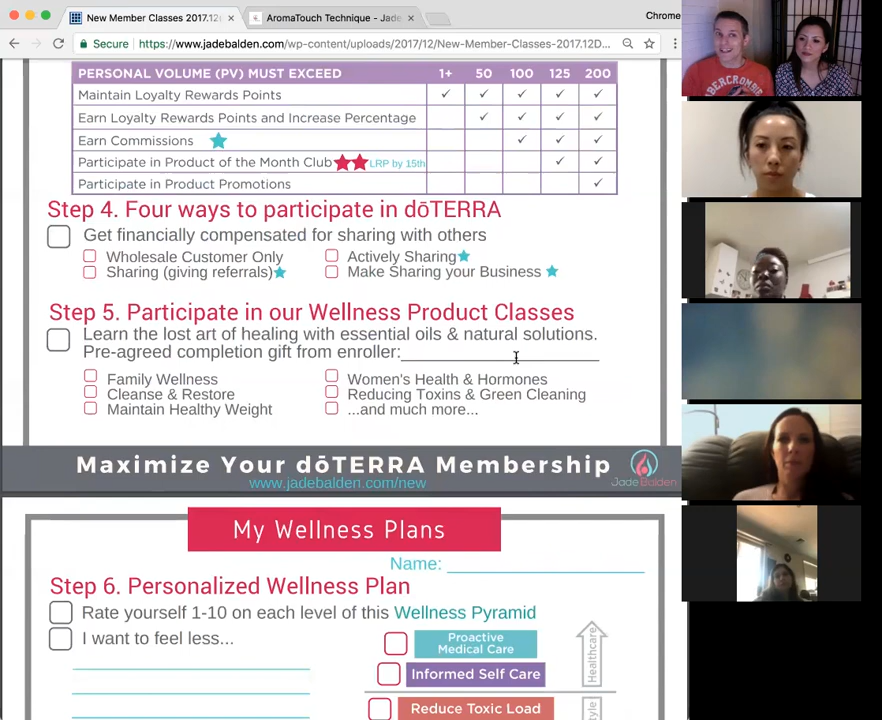 New Member Classes 2017.12
AromaTouch Technique - Jade
Chrome
Secure https://www.jadebalden.com/wp-content/uploads/2017/12/New-Member-Classes-2017.12D...
PERSONAL VOLUME (PV) MUST EXCEED 1+ 50 100 125 200
Maintain Loyalty Rewards Points ✓ ✓ ✓ ✓ ✓
Earn Loyalty Rewards Points and Increase Percentage ✓ ✓ ✓ ✓
Earn Commissions ✓ ✓ ✓
Participate in Product of the Month Club LRP by 15th ✓ ✓
Participate in Product Promotions ✓
Step 4. Four ways to participate in dōTERRA
Get financially compensated for sharing with others
Wholesale Customer Only Actively Sharing
Sharing (giving referrals) Make Sharing your Business
Step 5. Participate in our Wellness Product Classes
Learn the lost art of healing with essential oils & natural solutions.
Pre-agreed completion gift from enroller:
Family Wellness Women's Health & Hormones
Cleanse & Restore Reducing Toxins & Green Cleaning
Maintain Healthy Weight ...and much more...
Maximize Your dōTERRA Membership
www.jadebalden.com/new
Jade Balden
My Wellness Plans
Name:
Step 6. Personalized Wellness Plan
Rate yourself 1-10 on each level of this Wellness Pyramid
I want to feel less...
Proactive
Medical Care
Informed Self Care
Healthcare
Reduce Toxic Load